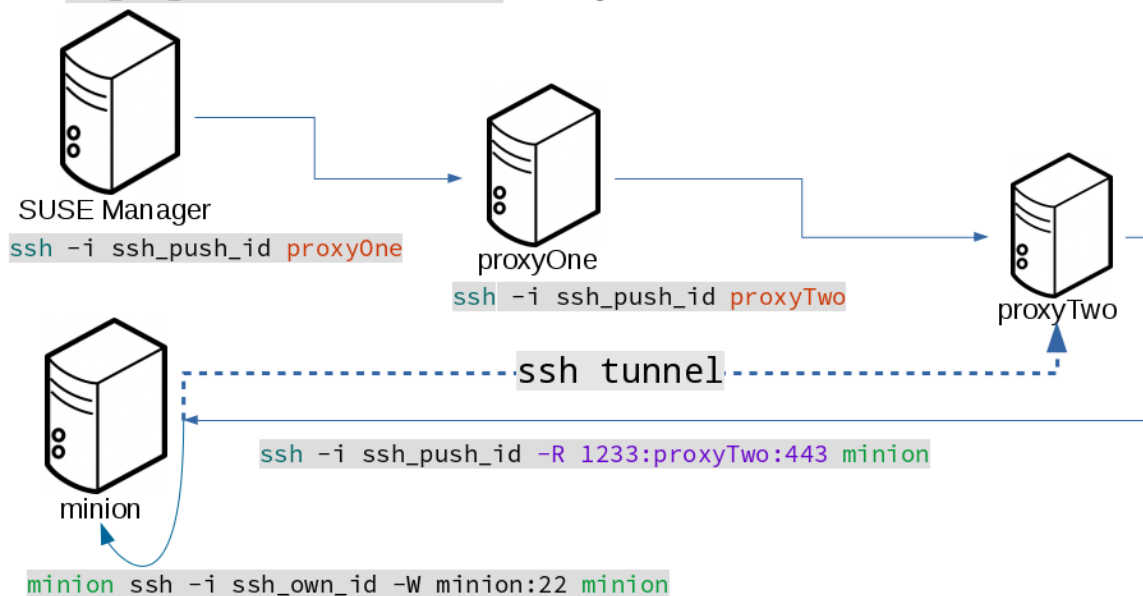 SUSE Manager
ssh -i ssh_push_id proxyOne
proxyOne
ssh -i ssh_push_id proxyTwo
proxyTwo
ssh tunnel
ssh -i ssh_push_id -R 1233:proxyTwo:443 minion
minion
minion ssh -i ssh_own_id -W minion:22 minion